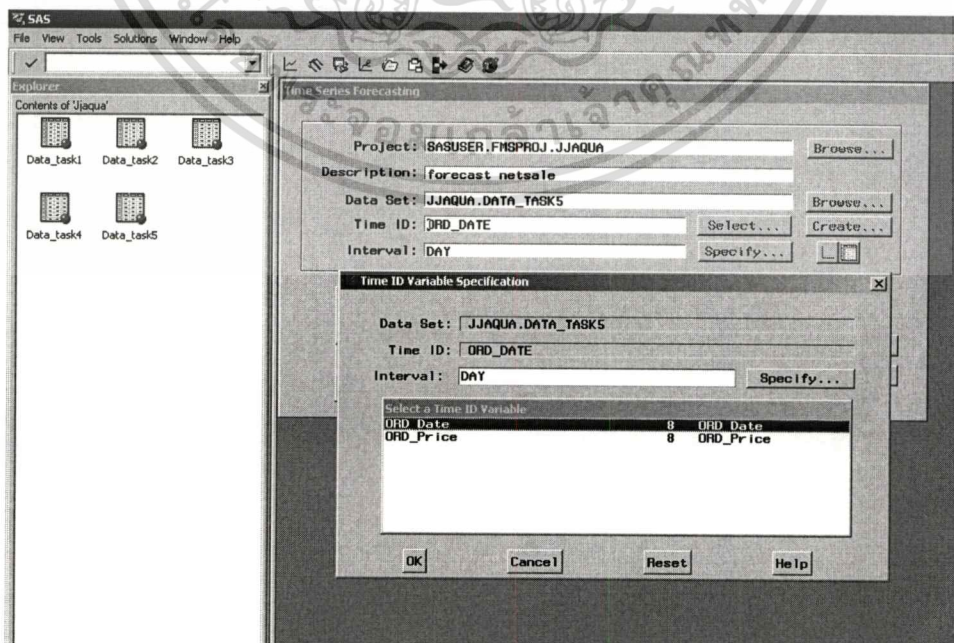 SAS
File View Tools Solutions Window Help
Explorer
Contents of 'Jjaqua'
Data_task1 Data_task2 Data_task3
Data_task4 Data_task5
Time Series Forecasting
Project: SASUSER.FMSPROJ.JJAQUA Browse...
Description: forecast netsale
Data Set: JJAQUA.DATA_TASK5 Browse...
Time ID: ORD_DATE Select... Create...
Interval: DAY Specify...
Time ID Variable Specification
Data Set: JJAQUA.DATA_TASK5
Time ID: ORD_DATE
Interval: DAY Specify...
Select a Time ID Variable
ORD_Date 8 ORD_Date
ORD_Price 8 ORD_Price
OK Cancel Reset Help